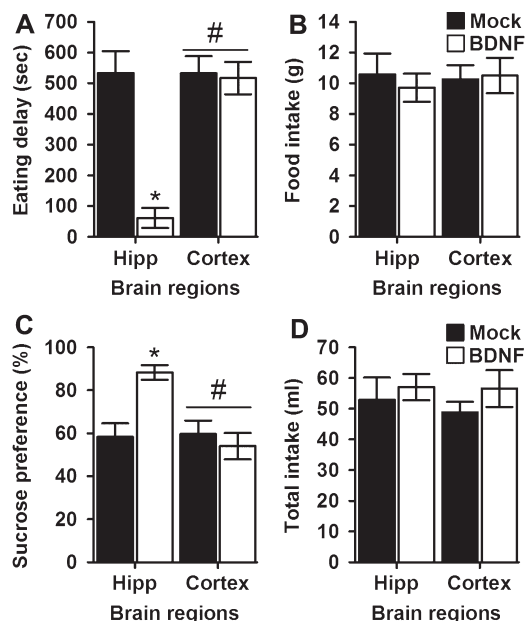 A
Eating delay (sec)
700
600
500
400
300
200
100
0
#
*
Hipp Cortex
Brain regions
B
Mock
BDNF
Food intake (g)
14
12
10
8
6
4
2
0
Hipp Cortex
Brain regions
C
Sucrose preference (%)
100
80
60
40
20
0
*
#
Hipp Cortex
Brain regions
D
Mock
BDNF
Total intake (ml)
70
60
50
40
30
20
10
0
Hipp Cortex
Brain regions